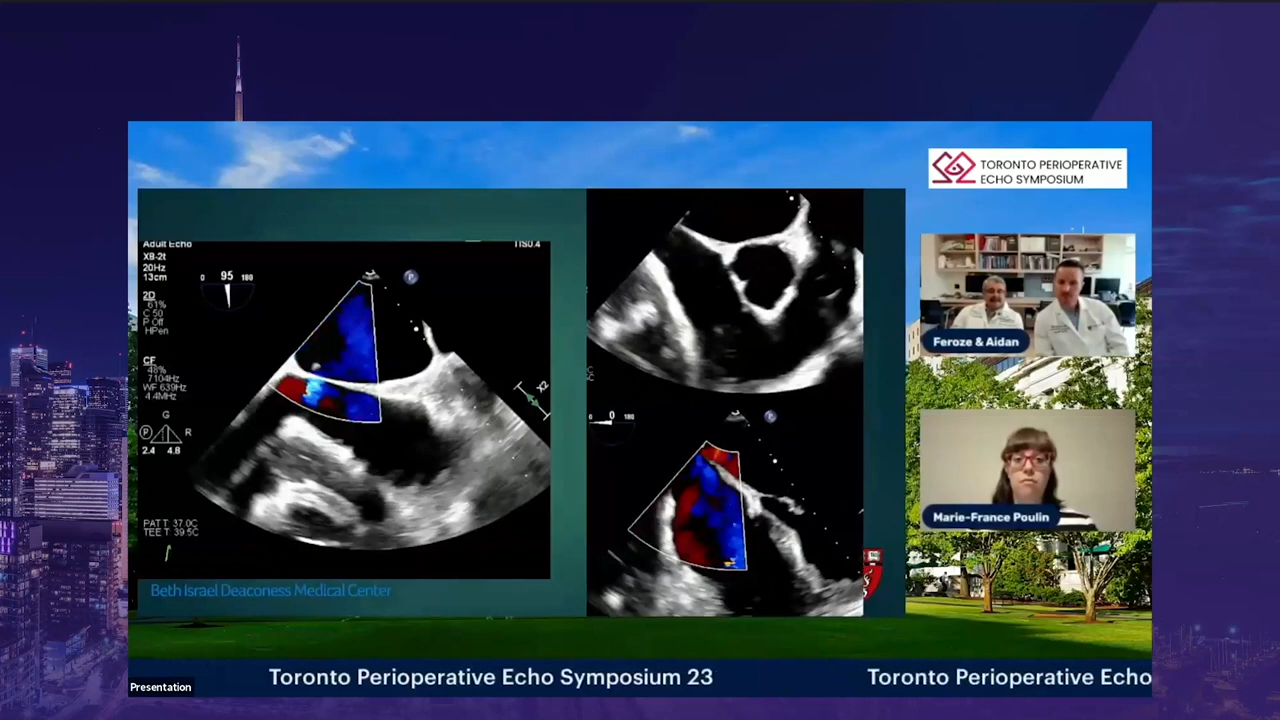 TORONTO PERIOPERATIVE
ECHO SYMPOSIUM
Adult Echo
X8-2t
20Hz
13cm
2D
61%
C 50
P Off
HPen
CF
48%
7104Hz
WF 639Hz
4.4MHz
0 95 180
P
TIS0.4
X2
G
P R
2.4 4.8
PAT T: 37.0C
TEE T: 39.5C
0 0 180
P
Beth Israel Deaconess Medical Center
Feroze & Aidan
Marie-France Poulin
Toronto Perioperative Echo Symposium 23
Toronto Perioperative Echo
Presentation